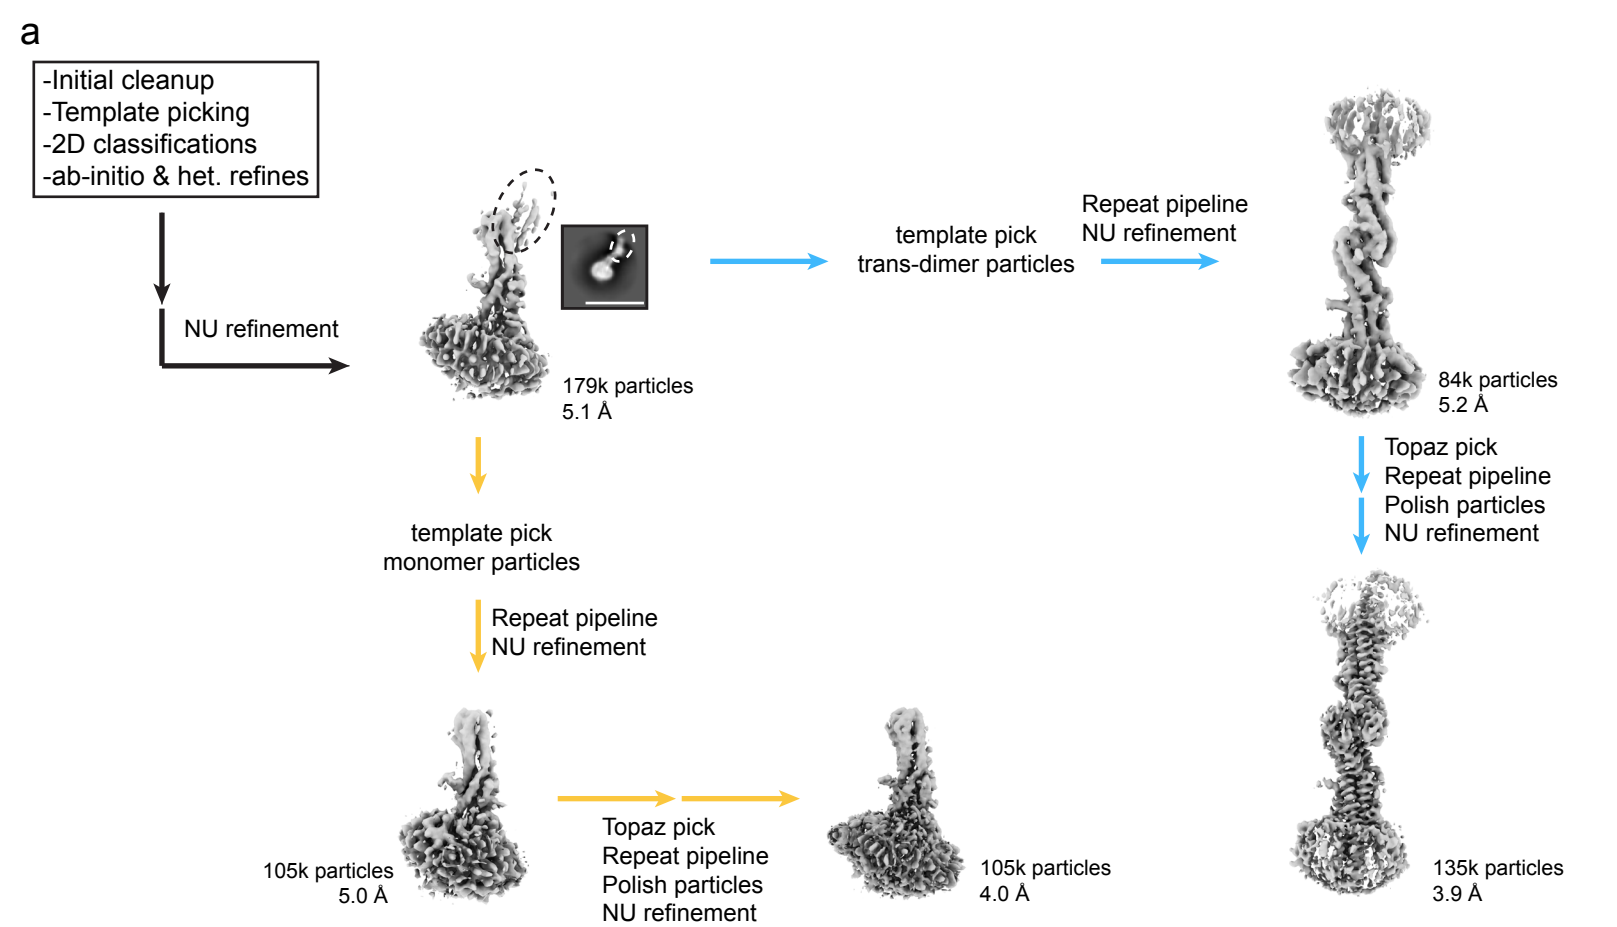 a
-Initial cleanup
-Template picking
-2D classifications
-ab-initio & het. refines
NU refinement
179k particles
5.1 Å
template pick
trans-dimer particles
Repeat pipeline
NU refinement
84k particles
5.2 Å
Topaz pick
Repeat pipeline
Polish particles
NU refinement
135k particles
3.9 Å
template pick
monomer particles
Repeat pipeline
NU refinement
105k particles
5.0 Å
Topaz pick
Repeat pipeline
Polish particles
NU refinement
105k particles
4.0 Å